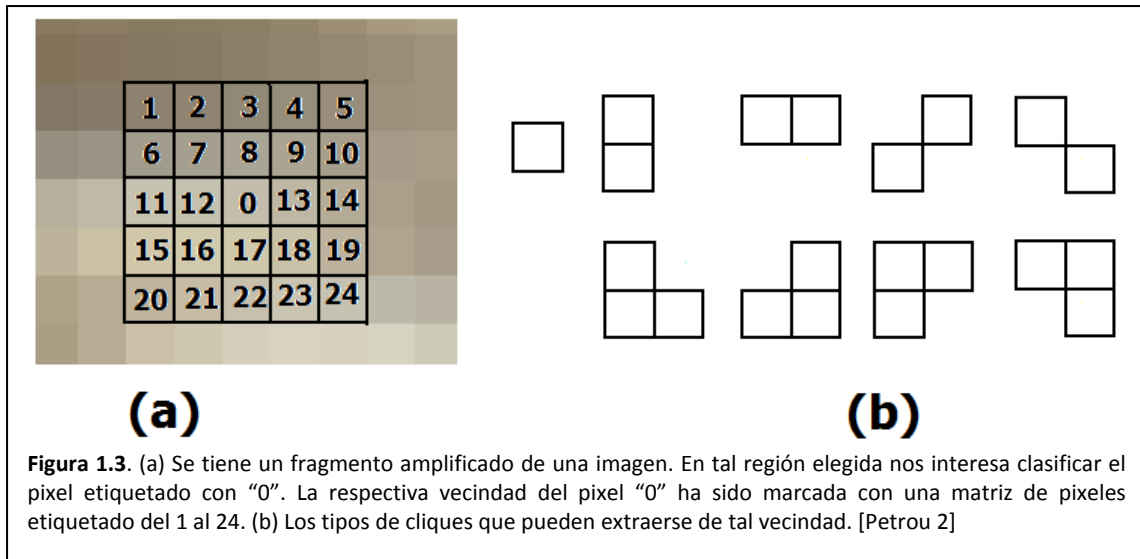 1 2 3 4 5
6 7 8 9 10
11 12 0 13 14
15 16 17 18 19
20 21 22 23 24
(a)
(b)
Figura 1.3. (a) Se tiene un fragmento amplificado de una imagen. En tal región elegida nos interesa clasificar el
pixel etiquetado con “0”. La respectiva vecindad del pixel “0” ha sido marcada con una matriz de pixeles
etiquetado del 1 al 24. (b) Los tipos de cliques que pueden extraerse de tal vecindad. [Petrou 2]